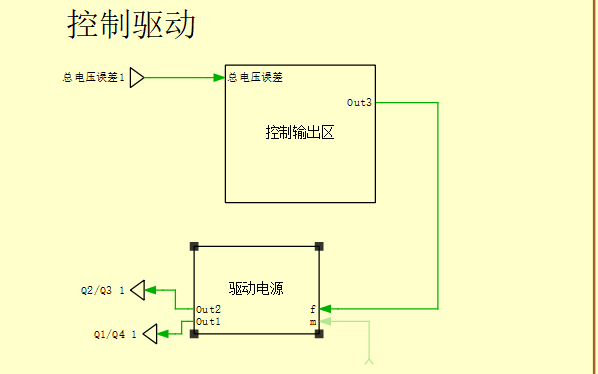 控制驱动
总电压误差1
总电压误差
Out3
控制输出区
驱动电源
Q2/Q3 1
Out2
f
Out1
m
Q1/Q4 1